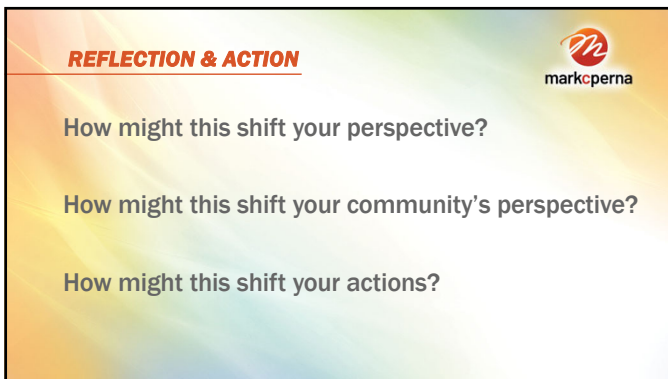 REFLECTION & ACTION
markcperna
How might this shift your perspective?
How might this shift your community’s perspective?
How might this shift your actions?